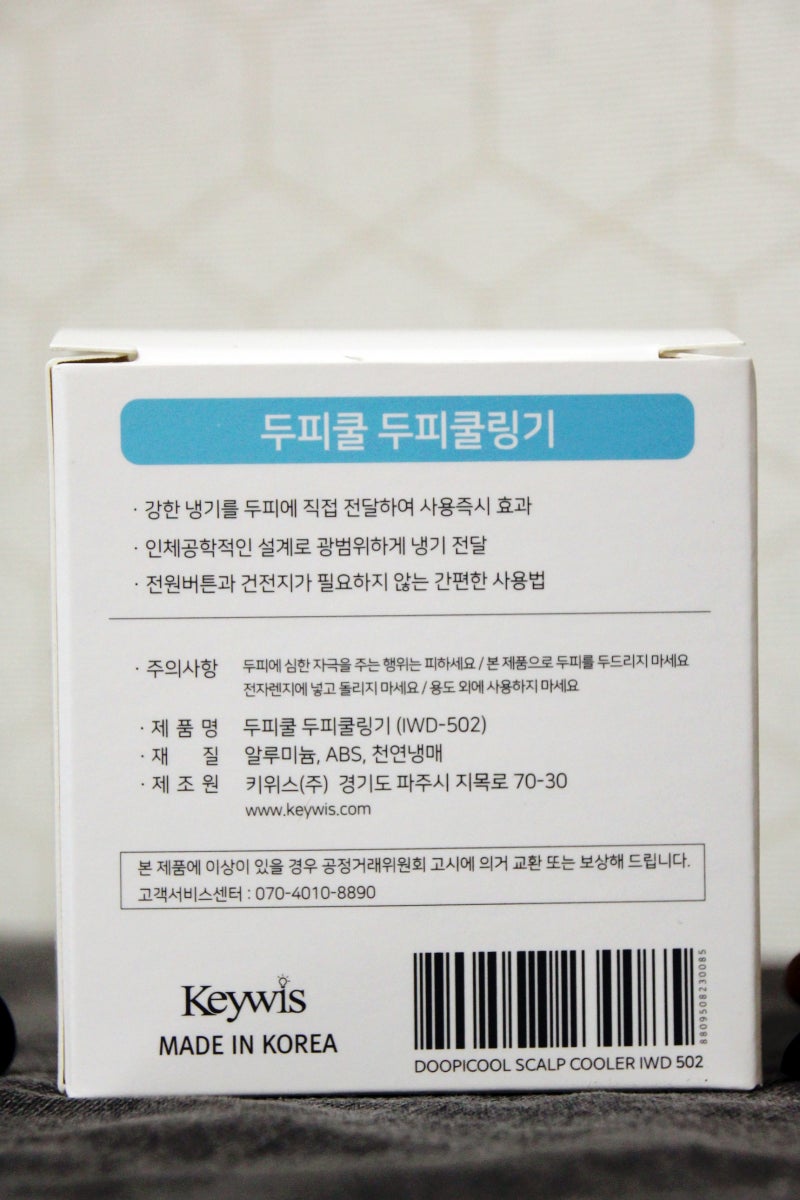 두피쿨 두피쿨링기
· 강한 냉기를 두피에 직접 전달하여 사용즉시 효과
· 인체공학적인 설계로 광범위하게 냉기 전달
· 전원버튼과 건전지가 필요하지 않는 간편한 사용법
· 주의사항 두피에 심한 자극을 주는 행위는 피하세요 / 본 제품으로 두피를 두드리지 마세요
전자렌지에 넣고 돌리지 마세요 / 용도 외에 사용하지 마세요
· 제 품 명 두피쿨 두피쿨링기 (IWD-502)
· 재 질 알루미늄, ABS, 천연냉매
· 제 조 원 키위스(주) 경기도 파주시 지목로 70-30
www.keywis.com
본 제품에 이상이 있을 경우 공정거래위원회 고시에 의거 교환 또는 보상해 드립니다.
고객서비스센터 : 070-4010-8890
Keywis
MADE IN KOREA
8809508230085
DOOPICOOL SCALP COOLER IWD 502